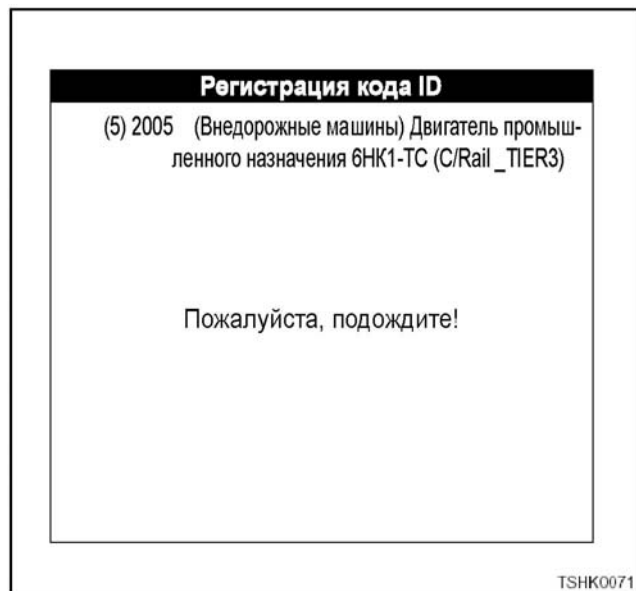 Регистрация кода ID
(5) 2005 (Внедорожные машины) Двигатель промыш-
ленного назначения 6HK1-TC (C/Rail _TIER3)
Пожалуйста, подождите!
TSHK0071